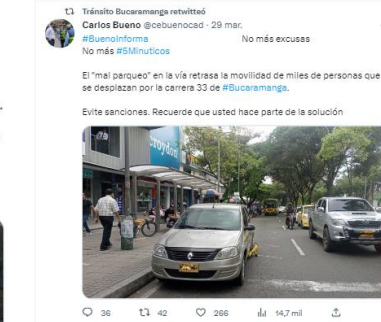 Tránsito Bucaramanga retwitteó
Carlos Bueno @cebuenocad · 29 mar.
#BuenoInforma No más excusas
No más #5Minuticos
El "mal parqueo" en la vía retrasa la movilidad de miles de personas que
se desplazan por la carrera 33 de #Bucaramanga.
Evite sanciones. Recuerde que usted hace parte de la solución
croydon
36 42 266 14,7 mil